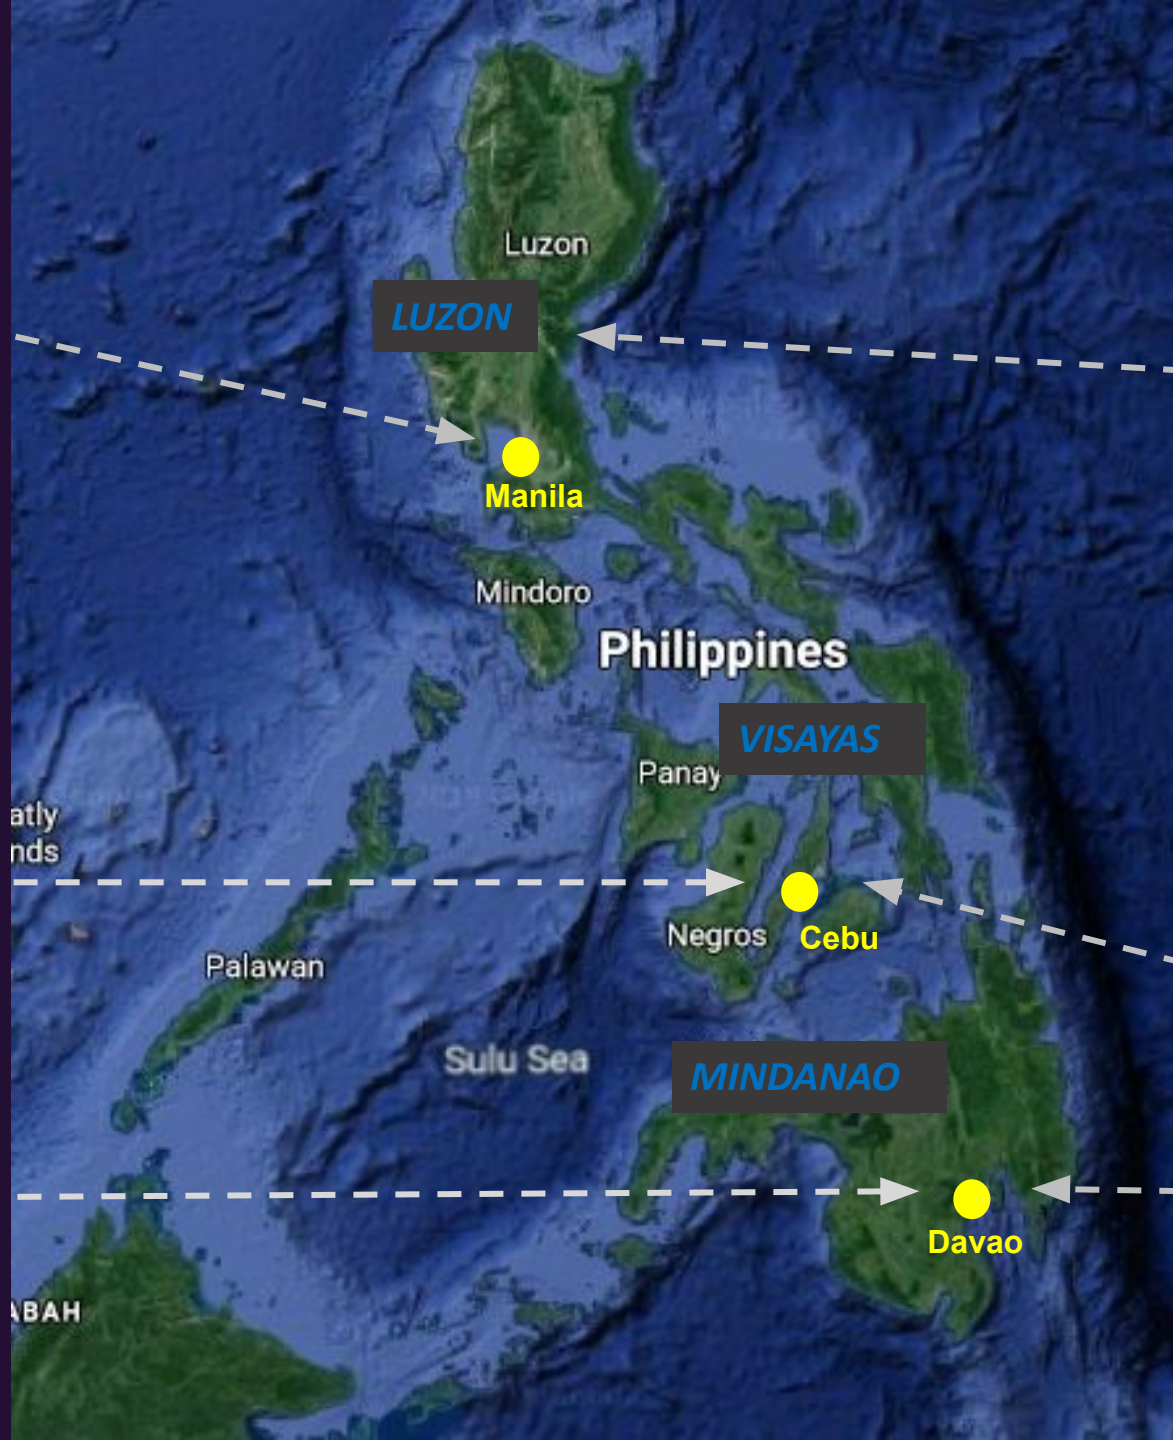 Luzon
LUZON
Manila
Mindoro
Philippines
VISAYAS
Panay
atly
nds
Negros
Cebu
Palawan
Sulu Sea
MINDANAO
Davao
ABAH